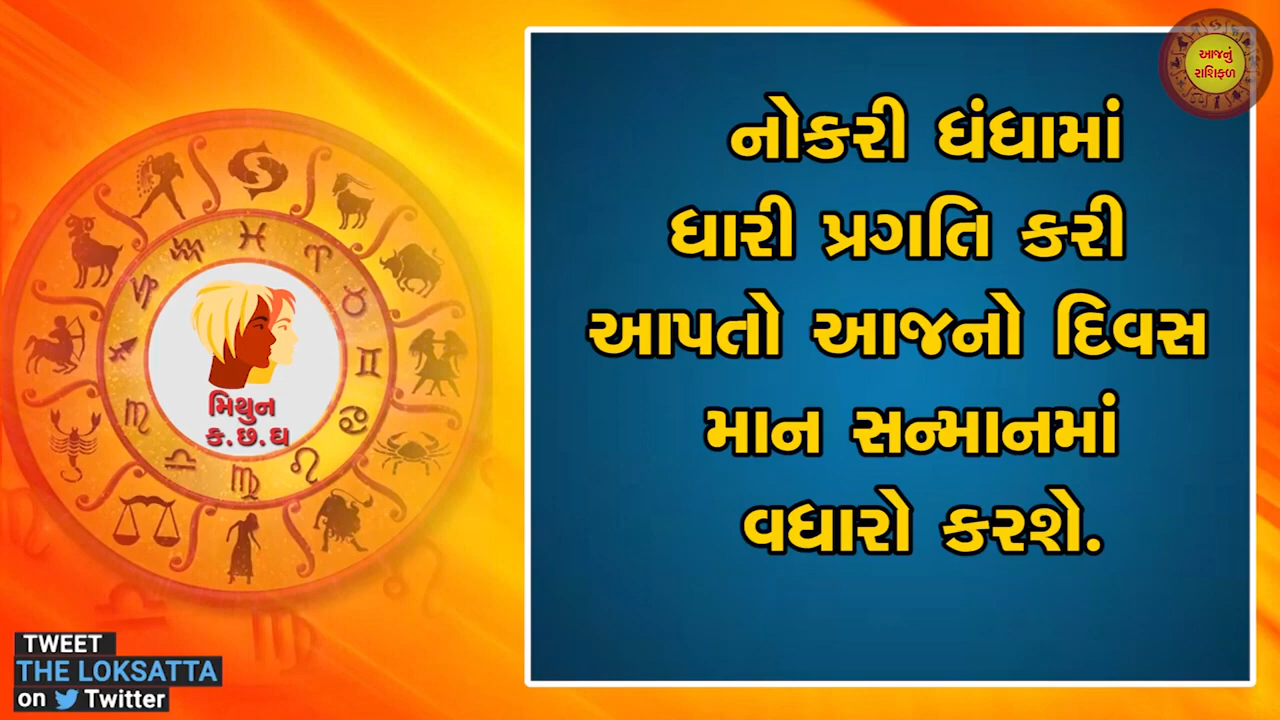 આજનું
રાશિફળ
નોકરી ધંધામાં
ધારી પ્રગતિ કરી
આપતો આજનો દિવસ
માન સન્માનમાં
વધારો કરશે.
મિથુન
ક.છ.ઘ
TWEET
THE LOKSATTA
on Twitter